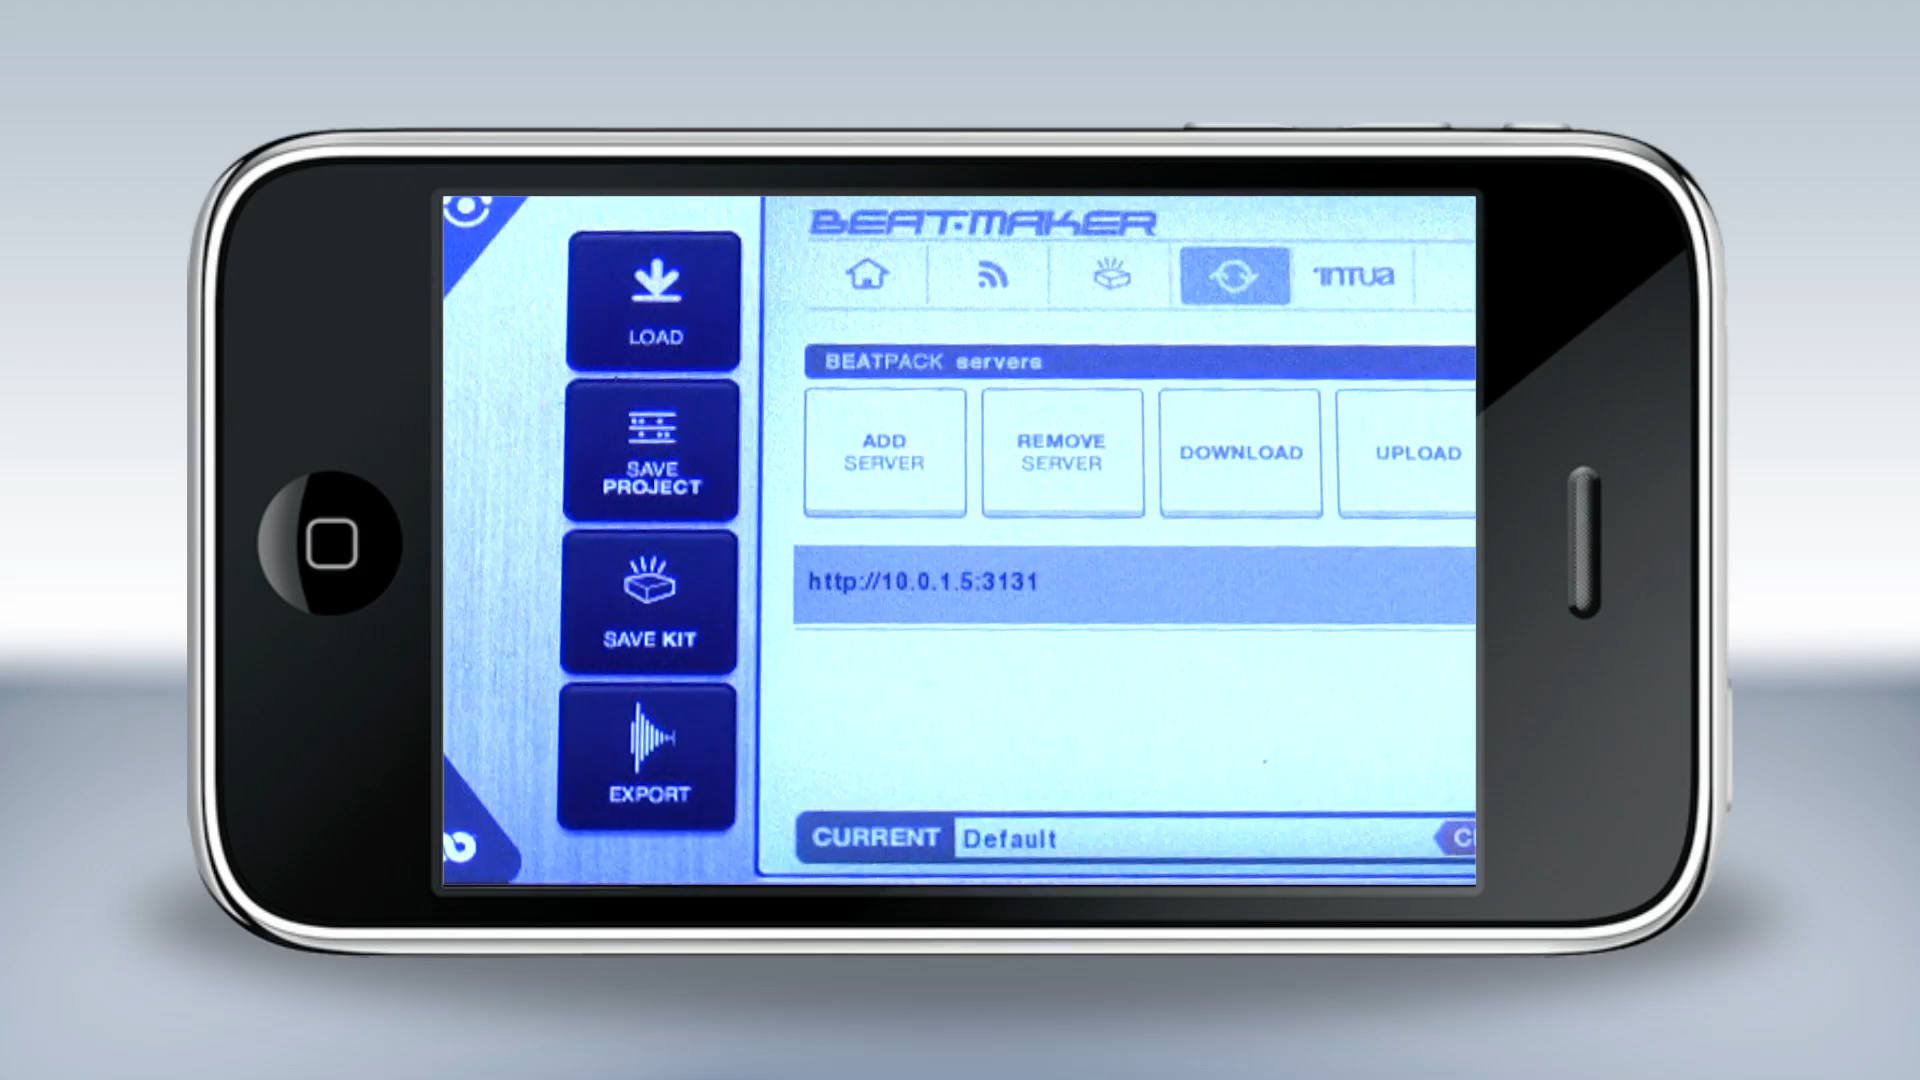 BEAT·MAKER
intua
LOAD
BEATPACK servers
SAVE
PROJECT
ADD
SERVER
REMOVE
SERVER
DOWNLOAD
UPLOAD
SAVE KIT
http://10.0.1.5:3131
EXPORT
CURRENT
Default